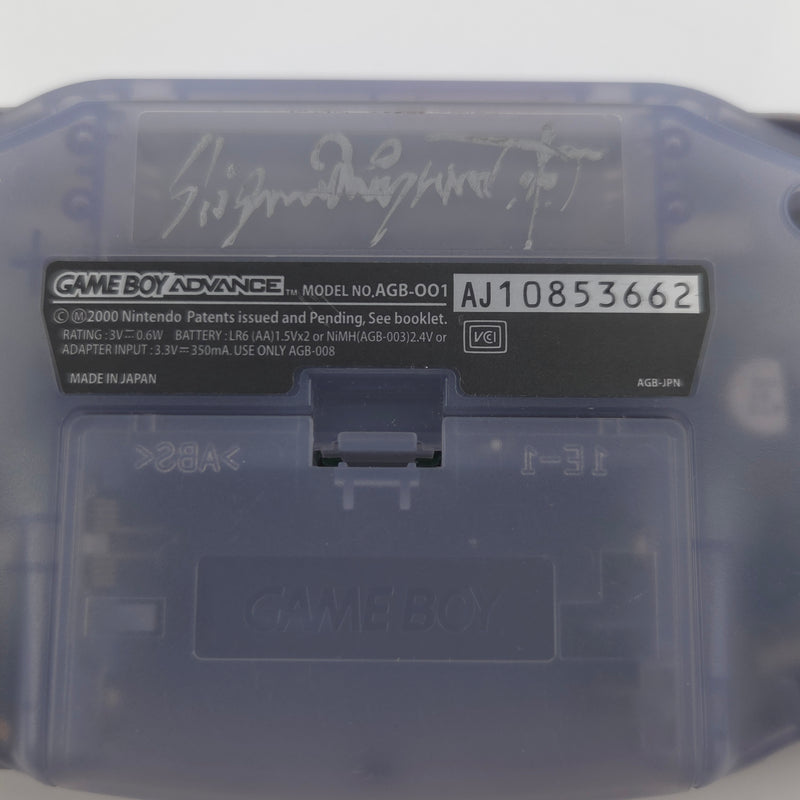 GAME BOY ADVANCE™ MODEL NO. AGB-001 AJ10853662
Ⓒ Ⓜ2000 Nintendo Patents issued and Pending, See booklet.
RATING : 3V⎓0.6W BATTERY : LR6 (AA)1.5Vx2 or NiMH(AGB-003)2.4V or
ADAPTER INPUT : 3.3V⎓350mA. USE ONLY AGB-008
VCI
MADE IN JAPAN AGB-JPN
>ABS< 1E-1
GAME BOY